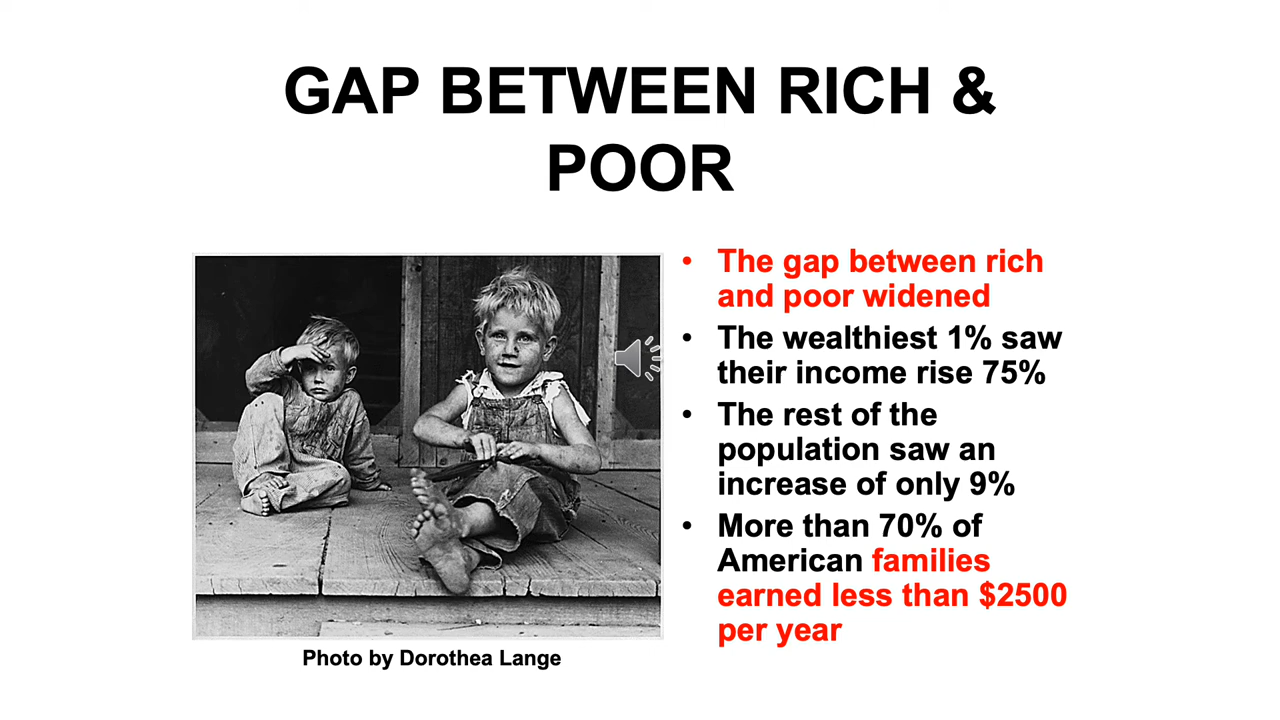 GAP BETWEEN RICH &
POOR
• The gap between rich
and poor widened
• The wealthiest 1% saw
their income rise 75%
• The rest of the
population saw an
increase of only 9%
• More than 70% of
American families
earned less than $2500
per year
Photo by Dorothea Lange